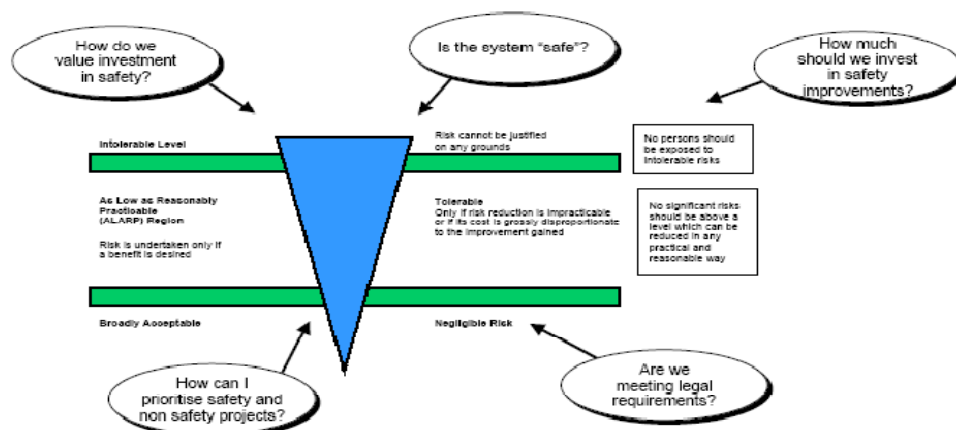 How do we
value investment
in safety?
Is the system "safe"?
How much
should we invest
in safety
improvements?
Intolerable Level
Risk cannot be justified
on any grounds
No persons should
be exposed to
intolerable risks
As Low as Reasonably
Practicable
(ALARP) Region
Risk is undertaken only if
a benefit is desired
Tolerable
Only if risk reduction is impracticable
or if its cost is grossly disproportionate
to the improvement gained
No significant risks
should be above a
level which can be
reduced in any
practical and
reasonable way
Broadly Acceptable
Negligible Risk
How can I
prioritise safety and
non safety projects?
Are we
meeting legal
requirements?